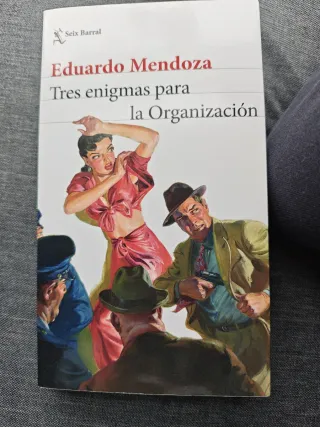 Seix Barral
Eduardo Mendoza
Tres enigmas para
la Organización